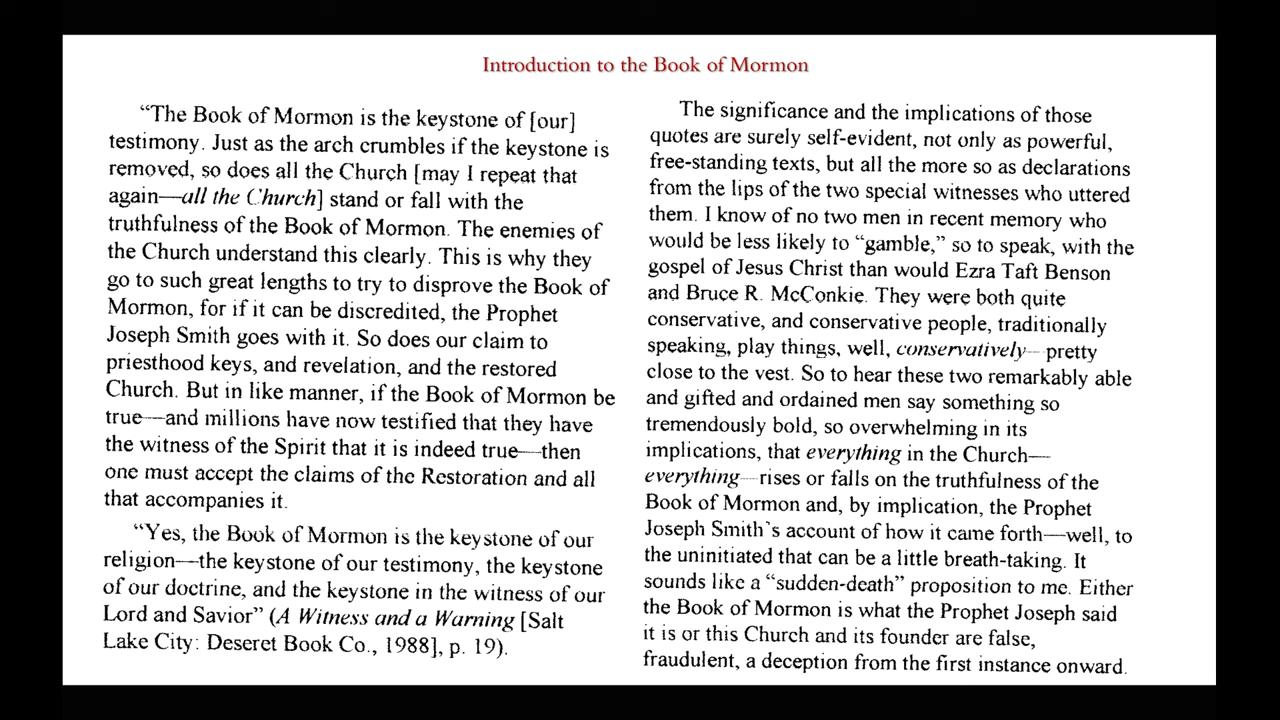 Introduction to the Book of Mormon
“The Book of Mormon is the keystone of [our]
testimony. Just as the arch crumbles if the keystone is
removed, so does all the Church [may I repeat that
again—all the Church] stand or fall with the
truthfulness of the Book of Mormon. The enemies of
the Church understand this clearly. This is why they
go to such great lengths to try to disprove the Book of
Mormon, for if it can be discredited, the Prophet
Joseph Smith goes with it. So does our claim to
priesthood keys, and revelation, and the restored
Church. But in like manner, if the Book of Mormon be
true—and millions have now testified that they have
the witness of the Spirit that it is indeed true—then
one must accept the claims of the Restoration and all
that accompanies it.
“Yes, the Book of Mormon is the keystone of our
religion—the keystone of our testimony, the keystone
of our doctrine, and the keystone in the witness of our
Lord and Savior” (A Witness and a Warning [Salt
Lake City: Deseret Book Co., 1988], p. 19).
The significance and the implications of those
quotes are surely self-evident, not only as powerful,
free-standing texts, but all the more so as declarations
from the lips of the two special witnesses who uttered
them. I know of no two men in recent memory who
would be less likely to “gamble,” so to speak, with the
gospel of Jesus Christ than would Ezra Taft Benson
and Bruce R. McConkie. They were both quite
conservative, and conservative people, traditionally
speaking, play things, well, conservatively—pretty
close to the vest. So to hear these two remarkably able
and gifted and ordained men say something so
tremendously bold, so overwhelming in its
implications, that everything in the Church—
everything—rises or falls on the truthfulness of the
Book of Mormon and, by implication, the Prophet
Joseph Smith’s account of how it came forth—well, to
the uninitiated that can be a little breath-taking. It
sounds like a “sudden-death” proposition to me. Either
the Book of Mormon is what the Prophet Joseph said
it is or this Church and its founder are false,
fraudulent, a deception from the first instance onward.